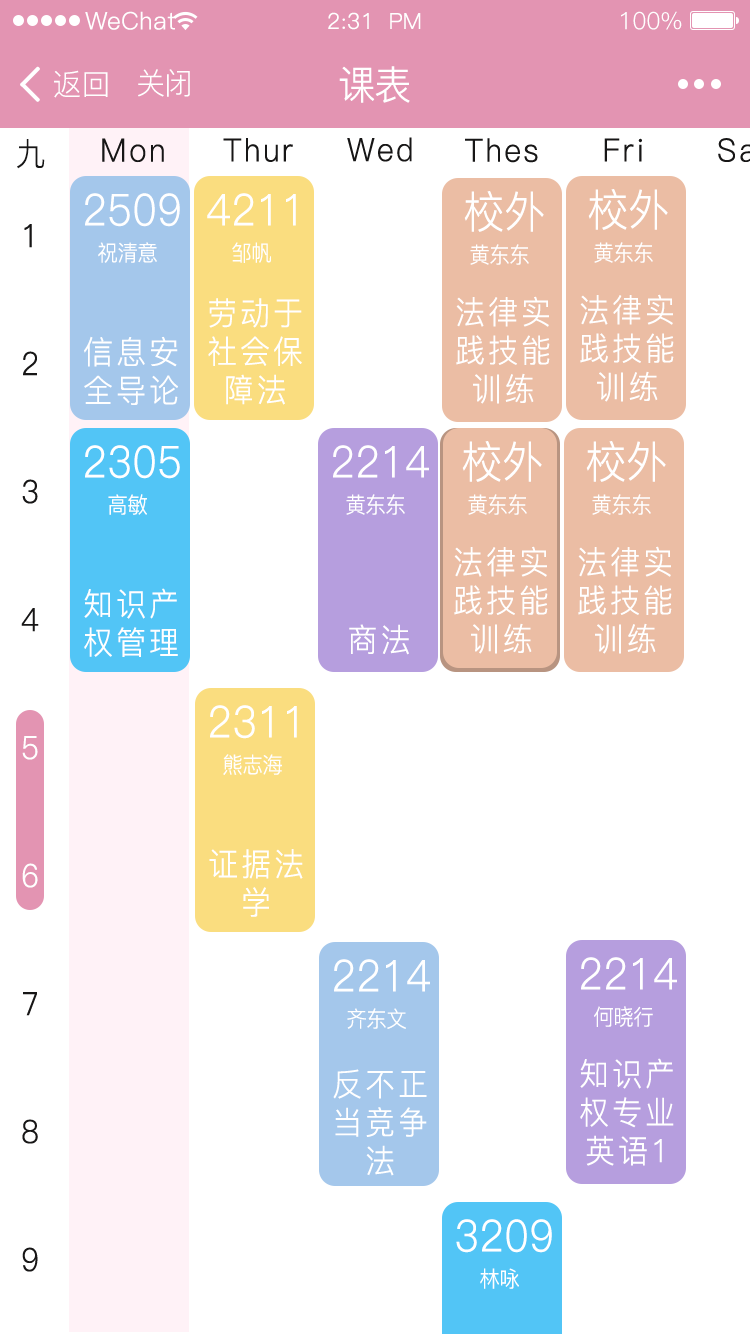 WeChat 2:31 PM 100%
返回 关闭 课表
九 Mon Thur Wed Thes Fri Sa
1
2
2509
祝清意
信息安
全导论
4211
邹帆
劳动于
社会保
障法
校外
黄东东
法律实
践技能
训练
校外
黄东东
法律实
践技能
训练
3
4
2305
高敏
知识产
权管理
2214
黄东东
商法
校外
黄东东
法律实
践技能
训练
校外
黄东东
法律实
践技能
训练
5
6
2311
熊志海
证据法
学
7
8
2214
齐东文
反不正
当竞争
法
2214
何晓行
知识产
权专业
英语1
9
3209
林咏